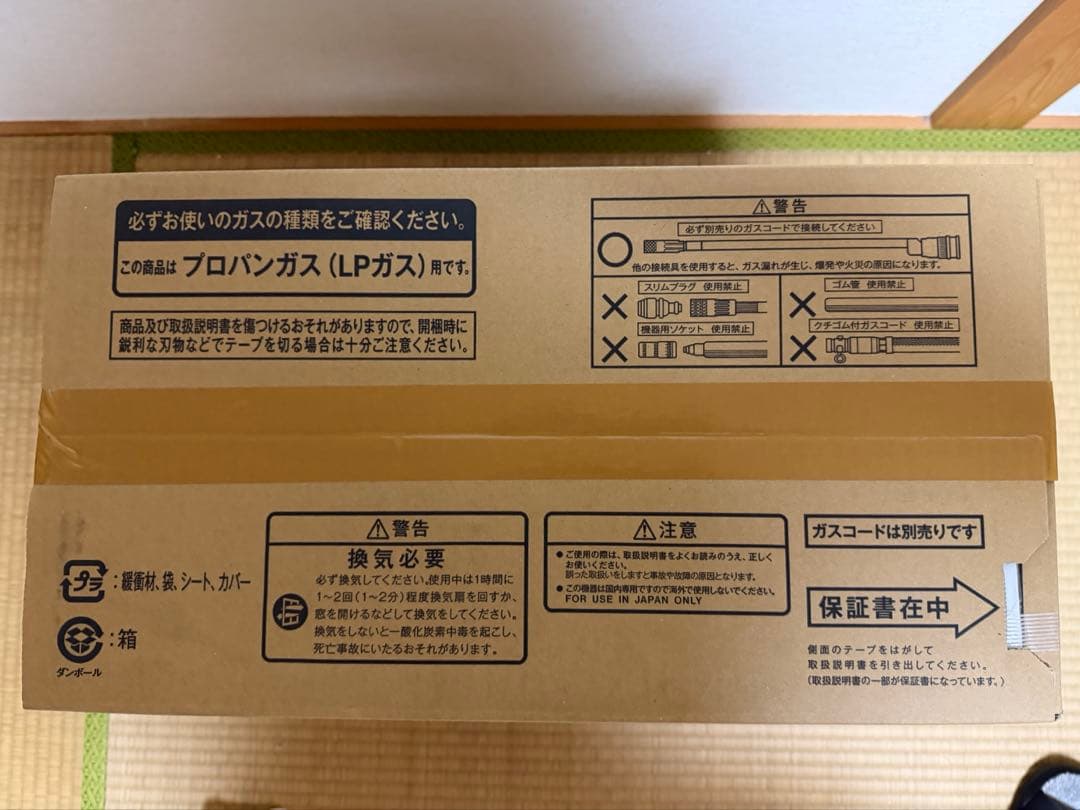 必ずお使いのガスの種類をご確認ください。
この商品は プロパンガス(LPガス)用です。
商品及び取扱説明書を傷つけるおそれがありますので、開梱時に
鋭利な刃物などでテープを切る場合は十分ご注意ください。
警告
必ず別売りのガスコードで接続してください
他の接続具を使用すると、ガス漏れが生じ、爆発や火災の原因になります。
スリムプラグ 使用禁止
ゴム管 使用禁止
機器用ソケット 使用禁止
クチゴム付ガスコード 使用禁止
プラ
:緩衝材、袋、シート、カバー
:箱
ダンボール
警告
換気必要
必ず換気してください。使用中は1時間に
1〜2回(1〜2分)程度換気扇を回すか、
窓を開けるなどして換気をしてください。
換気をしないと一酸化炭素中毒を起こし、
死亡事故にいたるおそれがあります。
注意
●ご使用の際は、取扱説明書をよくお読みのうえ、正しく
お使いください。
誤った取扱いをしますと事故や故障の原因となります。
●この機器は国内専用ですので海外で使用しないでください。
FOR USE IN JAPAN ONLY
ガスコードは別売りです
保証書在中
側面のテープをはがして
取扱説明書を引き出してください。
(取扱説明書の一部が保証書になっています。)